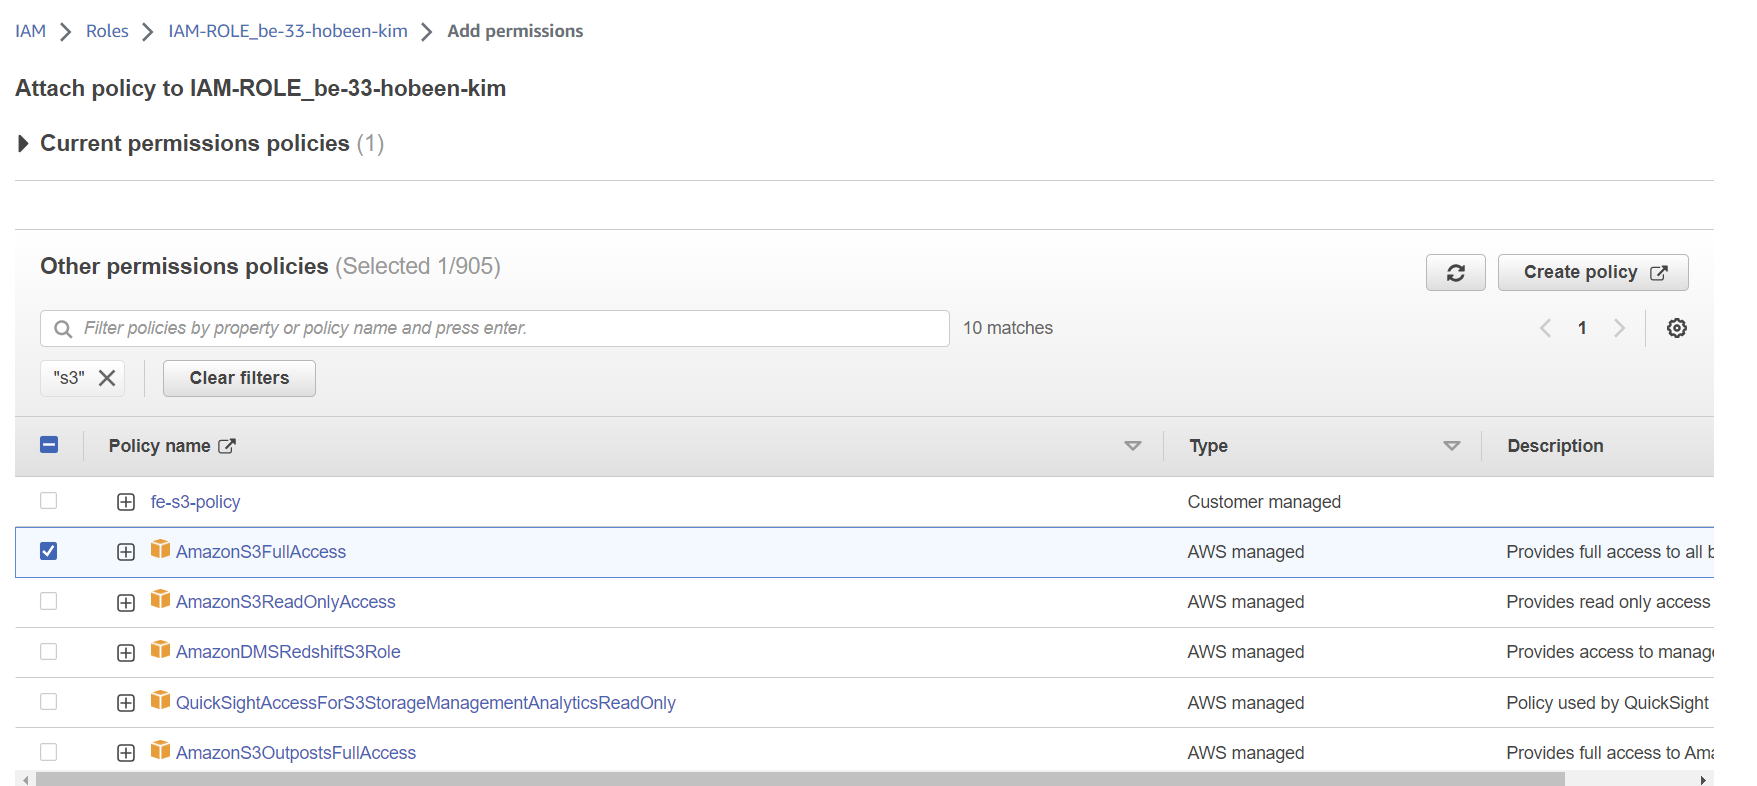 IAM > Roles > IAM-ROLE_be-33-hobeen-kim > Add permissions
Attach policy to IAM-ROLE_be-33-hobeen-kim
Current permissions policies (1)
Other permissions policies (Selected 1/905)
Create policy
Filter policies by property or policy name and press enter.
10 matches
1
"s3"
Clear filters
Policy name Type Description
fe-s3-policy Customer managed
AmazonS3FullAccess AWS managed Provides full access to all b
AmazonS3ReadOnlyAccess AWS managed Provides read only access
AmazonDMSRedshiftS3Role AWS managed Provides access to manag
QuickSightAccessForS3StorageManagementAnalyticsReadOnly AWS managed Policy used by QuickSight
AmazonS3OutpostsFullAccess AWS managed Provides full access to Ama